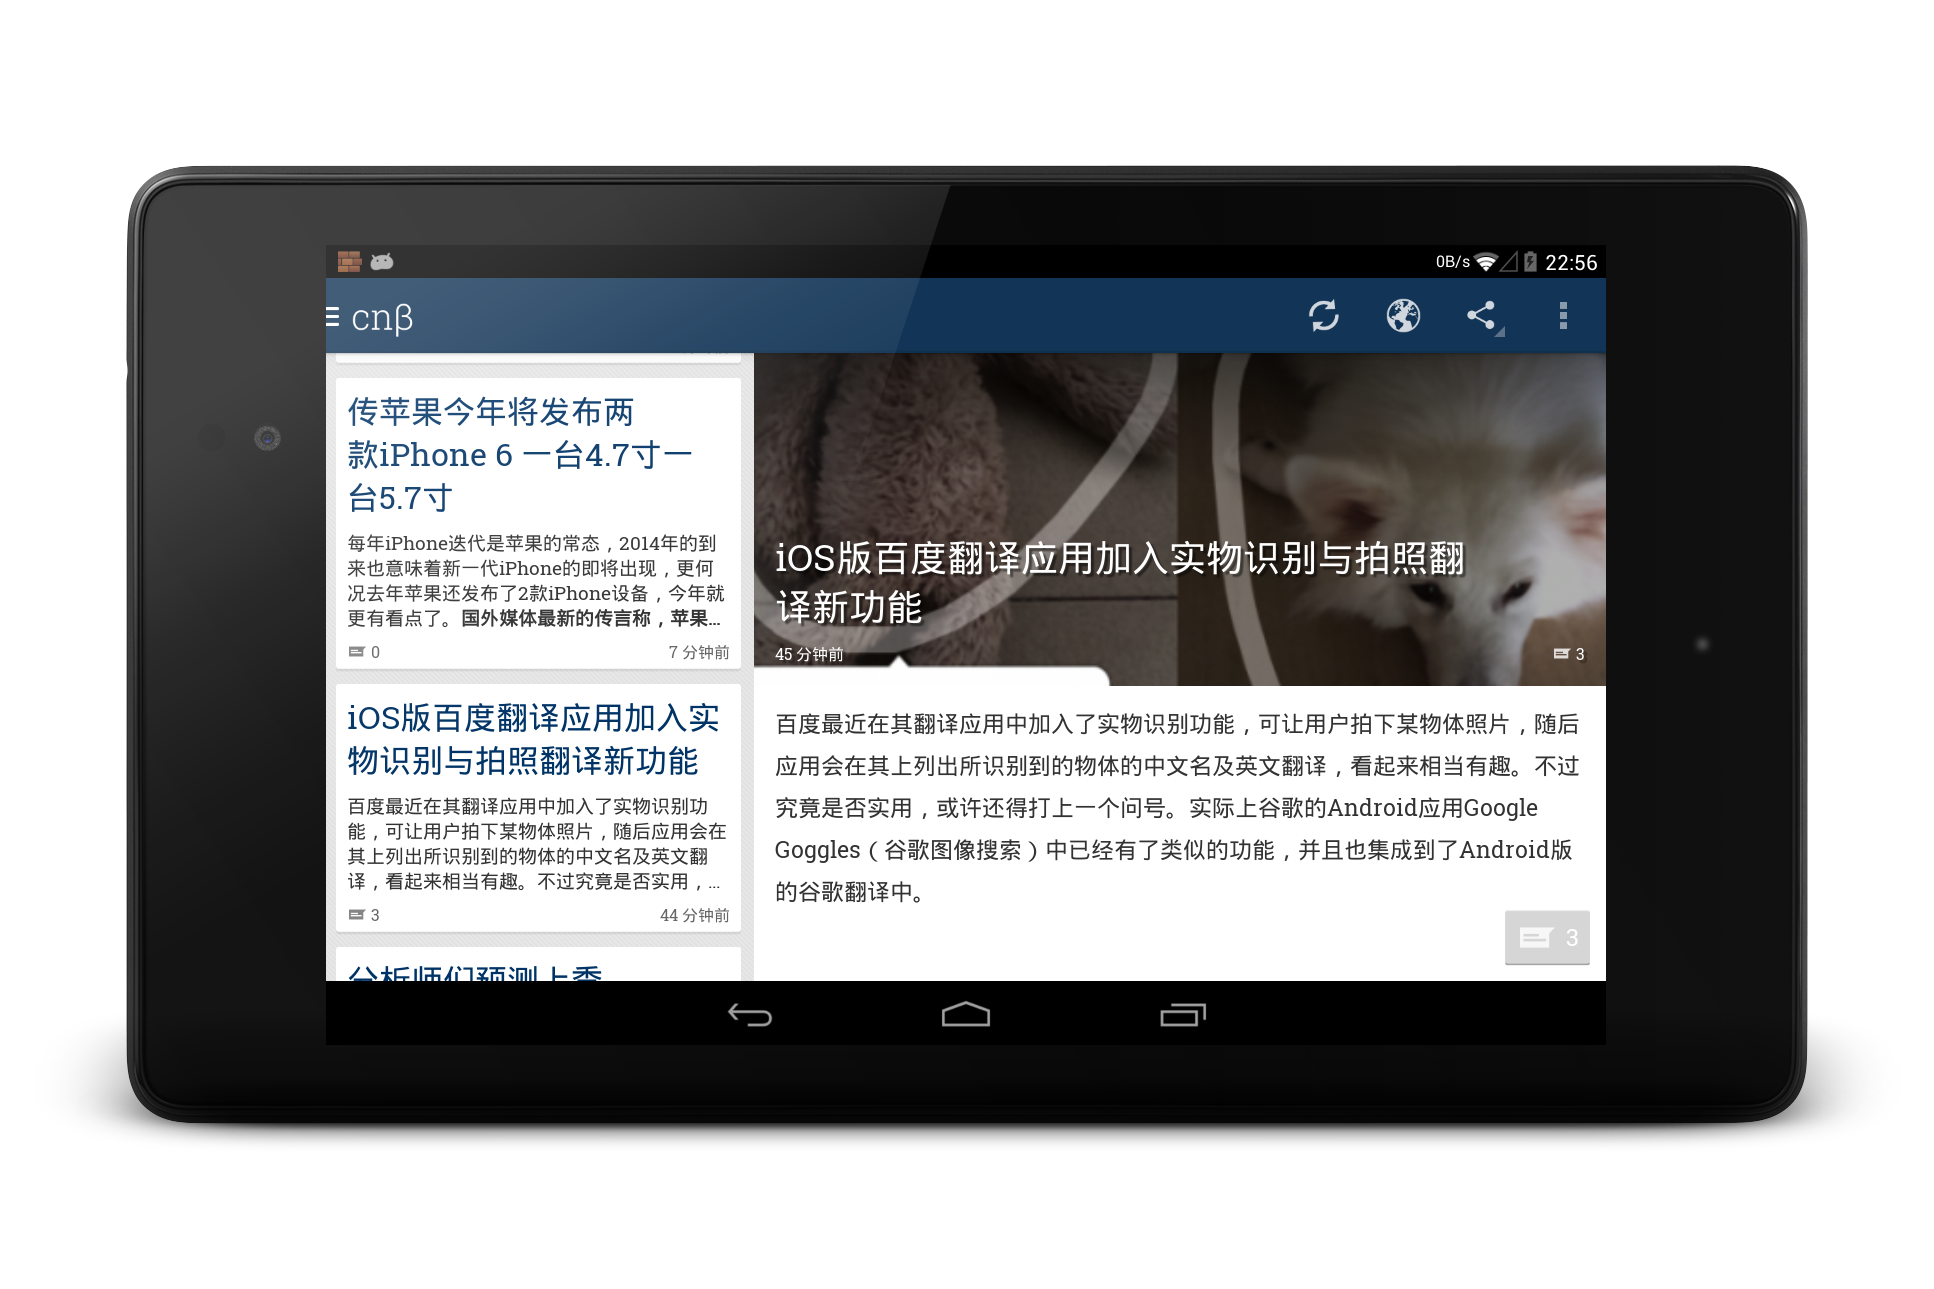 0B/s 22:56
cnβ
传苹果今年将发布两
款iPhone 6 一台4.7寸一
台5.7寸
每年iPhone迭代是苹果的常态，2014年的到
来也意味着新一代iPhone的即将出现，更何
况去年苹果还发布了2款iPhone设备，今年就
更有看点了。国外媒体最新的传言称，苹果...
0 7 分钟前
iOS版百度翻译应用加入实
物识别与拍照翻译新功能
百度最近在其翻译应用中加入了实物识别功
能，可让用户拍下某物体照片，随后应用会在
其上列出所识别到的物体的中文名及英文翻
译，看起来相当有趣。不过究竟是否实用，...
3 44 分钟前
分析师们预测上季
iOS版百度翻译应用加入实物识别与拍照翻
译新功能
45 分钟前 3
百度最近在其翻译应用中加入了实物识别功能，可让用户拍下某物体照片，随后
应用会在其上列出所识别到的物体的中文名及英文翻译，看起来相当有趣。不过
究竟是否实用，或许还得打上一个问号。实际上谷歌的Android应用Google
Goggles（谷歌图像搜索）中已经有了类似的功能，并且也集成到了Android版
的谷歌翻译中。
3